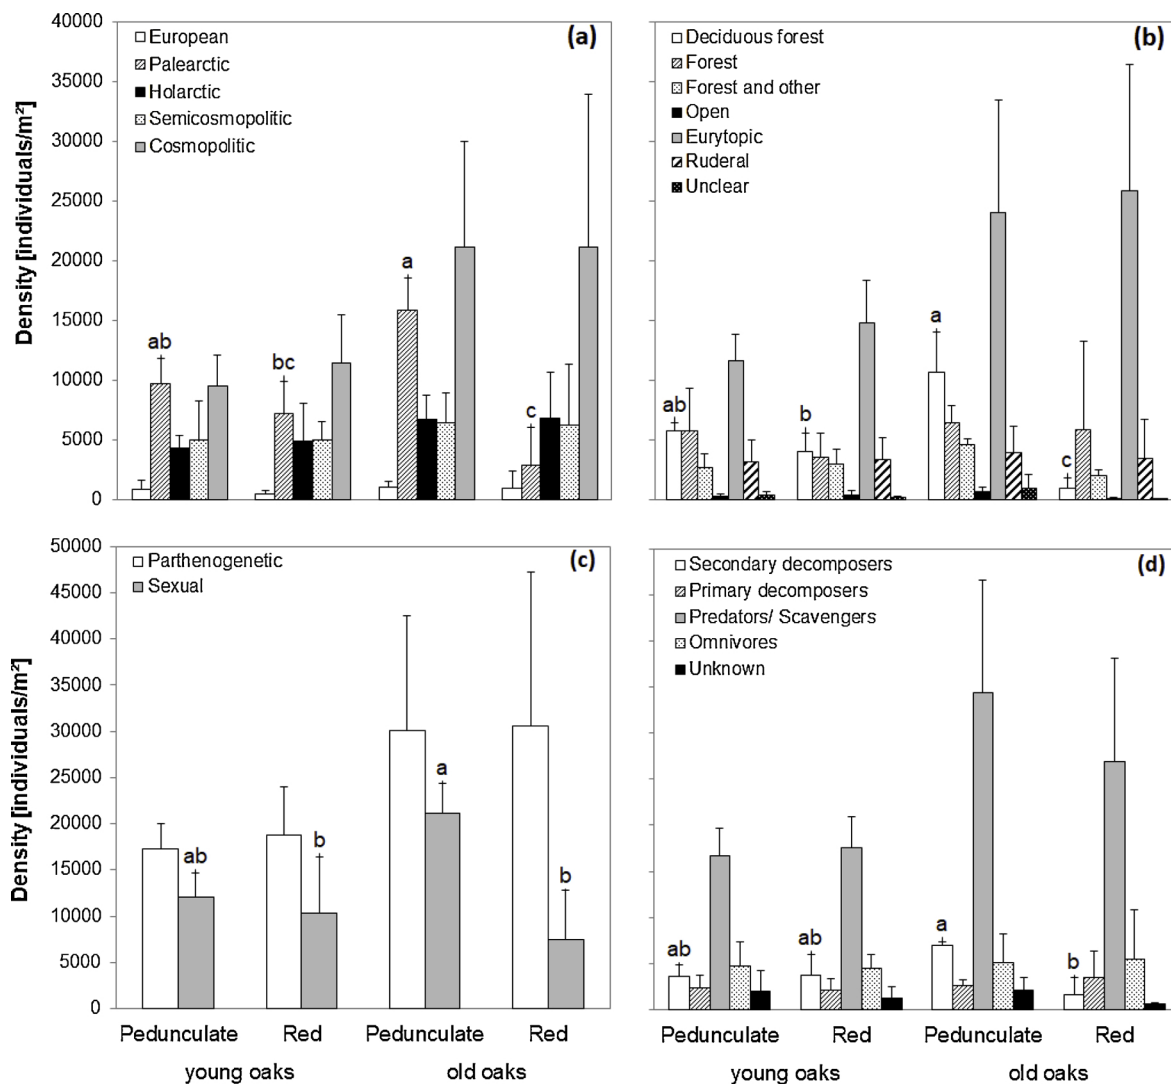 Density [individuals/m²]
40000
35000
30000
25000
20000
15000
10000
5000
0
(a)
European
Palearctic
Holarctic
Semicosmopolitic
Cosmopolitic
ab
bc
a
c
(b)
Deciduous forest
Forest
Forest and other
Open
Eurytopic
Ruderal
Unclear
ab
b
a
c
Density [individuals/m²]
50000
45000
40000
35000
30000
25000
20000
15000
10000
5000
0
(c)
Parthenogenetic
Sexual
ab
b
a
b
Pedunculate Red Pedunculate Red
young oaks old oaks
(d)
Secondary decomposers
Primary decomposers
Predators/ Scavengers
Omnivores
Unknown
ab
ab
a
b
Pedunculate Red Pedunculate Red
young oaks old oaks